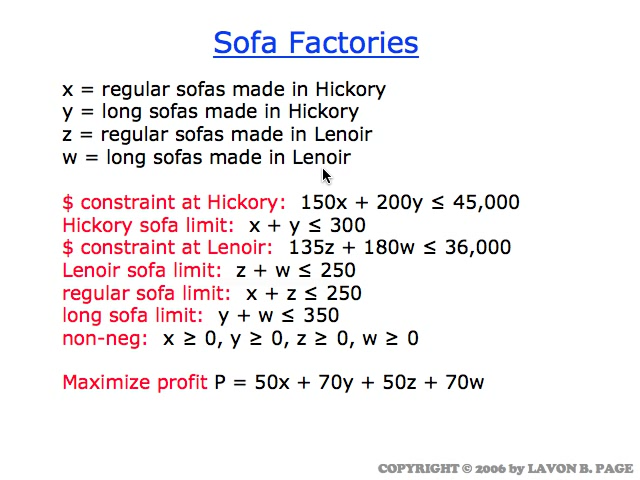 Sofa Factories
x = regular sofas made in Hickory
y = long sofas made in Hickory
z = regular sofas made in Lenoir
w = long sofas made in Lenoir
$ constraint at Hickory: 150x + 200y ≤ 45,000
Hickory sofa limit: x + y ≤ 300
$ constraint at Lenoir: 135z + 180w ≤ 36,000
Lenoir sofa limit: z + w ≤ 250
regular sofa limit: x + z ≤ 250
long sofa limit: y + w ≤ 350
non-neg: x ≥ 0, y ≥ 0, z ≥ 0, w ≥ 0
Maximize profit P = 50x + 70y + 50z + 70w
COPYRIGHT © 2006 by LAVON B. PAGE